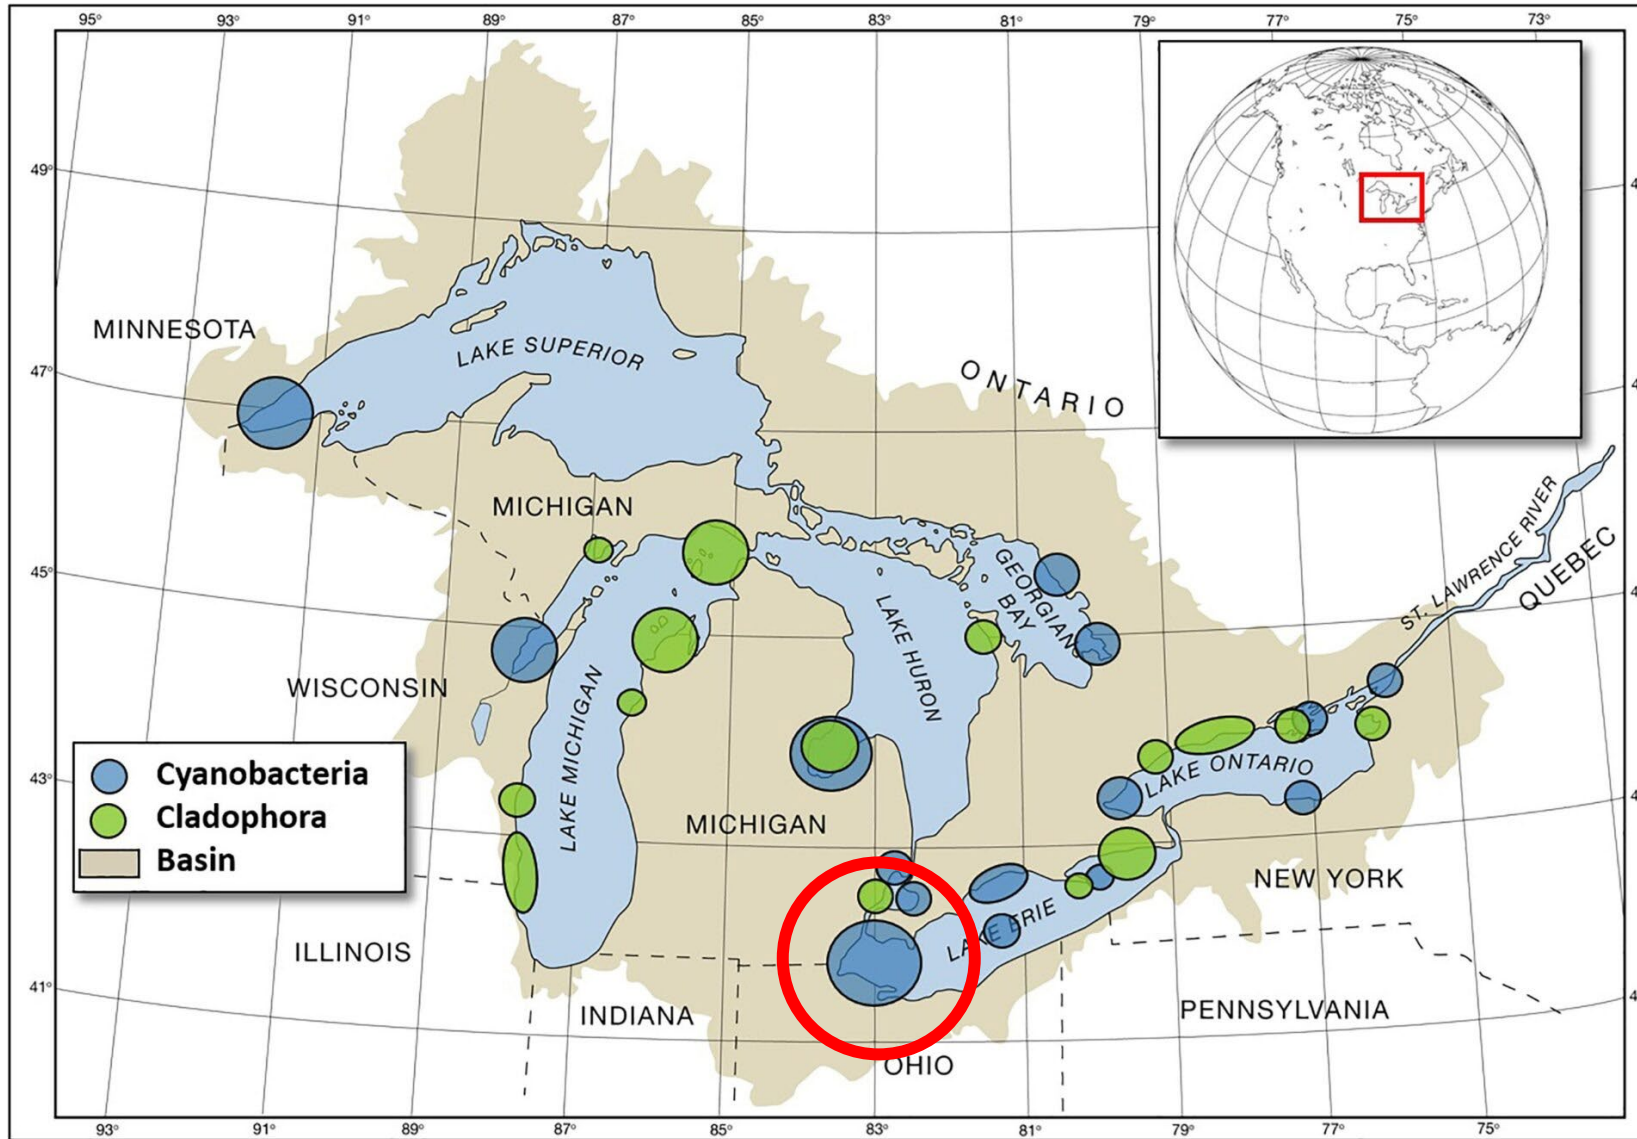 95° 93° 91° 89° 87° 85° 83° 81° 79° 77° 75° 73°
49°
47°
45°
43°
41°
MINNESOTA
LAKE SUPERIOR
ONTARIO
MICHIGAN
GEORGIAN
BAY
ST. LAWRENCE RIVER
QUEBEC
WISCONSIN
LAKE MICHIGAN
LAKE HURON
Cyanobacteria
Cladophora
Basin
LAKE ONTARIO
MICHIGAN
NEW YORK
LAKE ERIE
ILLINOIS
INDIANA
PENNSYLVANIA
OHIO
93° 91° 89° 87° 85° 83° 81° 79° 77° 75°